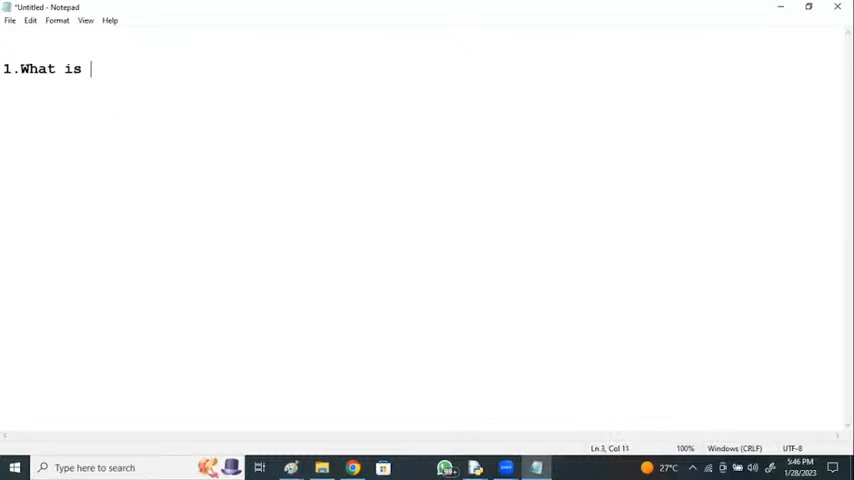 *Untitled - Notepad
File Edit Format View Help
1.What is
Ln 3, Col 11 100% Windows (CRLF) UTF-8
Type here to search
99+
27°C
5:46 PM
1/28/2023